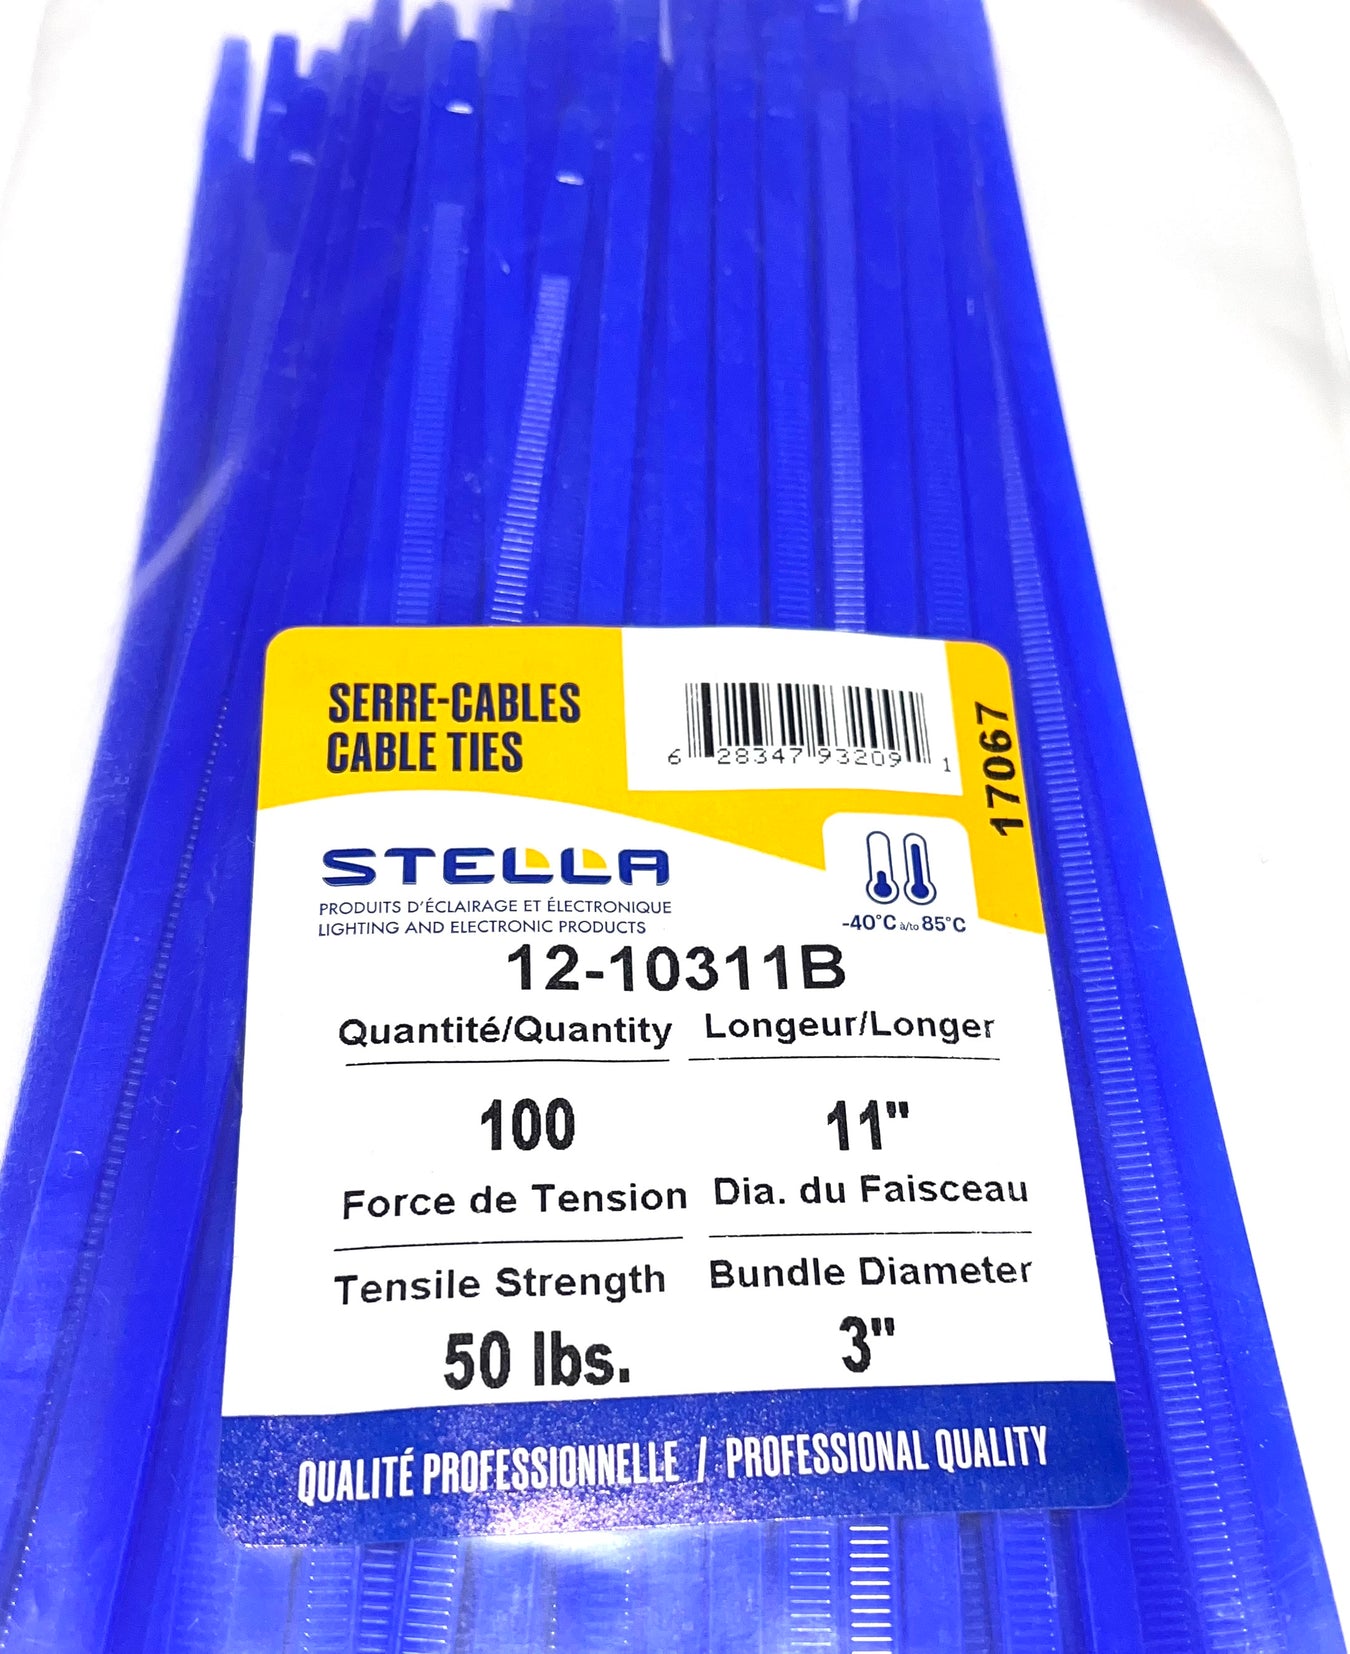 SERRE-CABLES
CABLE TIES
6 28347 93209 1
17067
STELLA
PRODUITS D'ÉCLAIRAGE ET ÉLECTRONIQUE
LIGHTING AND ELECTRONIC PRODUCTS
-40°C à/to 85°C
12-10311B
Quantité/Quantity Longeur/Longer
100 11"
Force de Tension Dia. du Faisceau
Tensile Strength Bundle Diameter
50 lbs. 3"
QUALITÉ PROFESSIONNELLE / PROFESSIONAL QUALITY